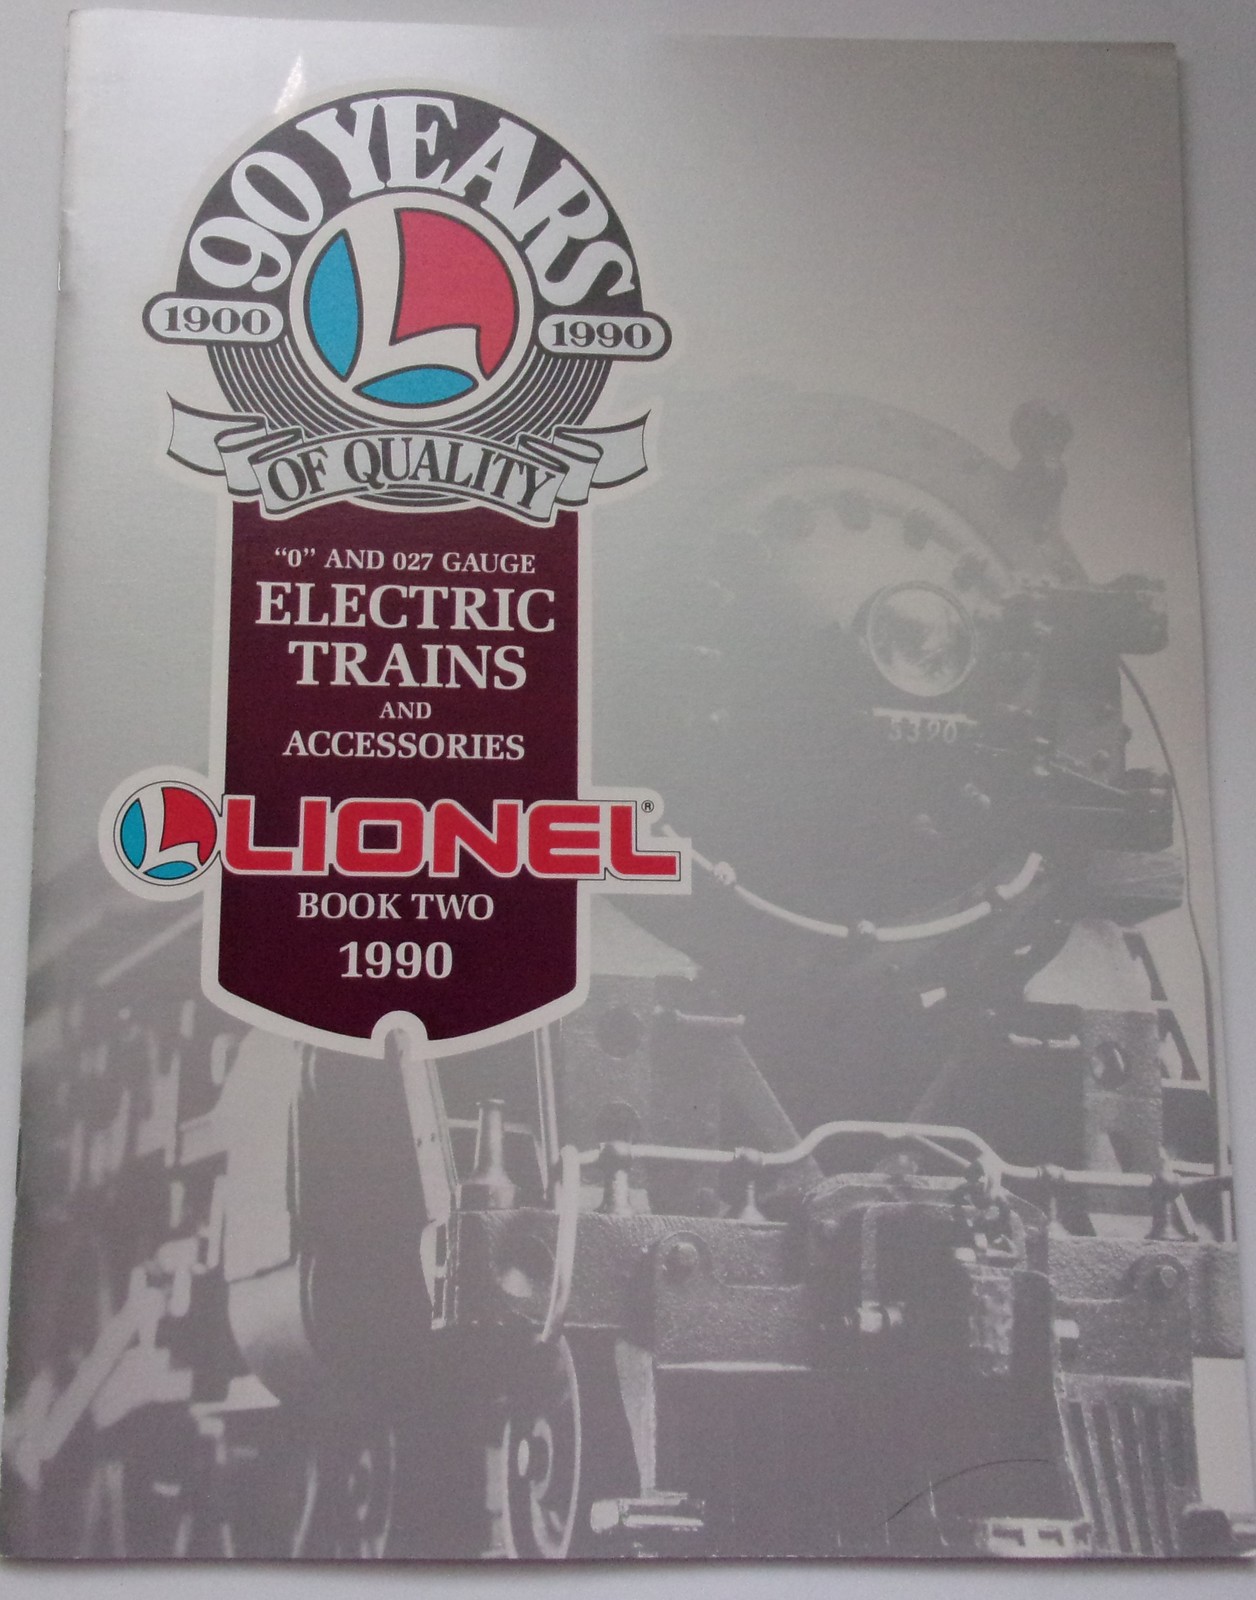 90 YEARS
1900
1990
OF QUALITY
"0" AND 027 GAUGE
ELECTRIC
TRAINS
AND
ACCESSORIES
L LIONEL®
BOOK TWO
1990